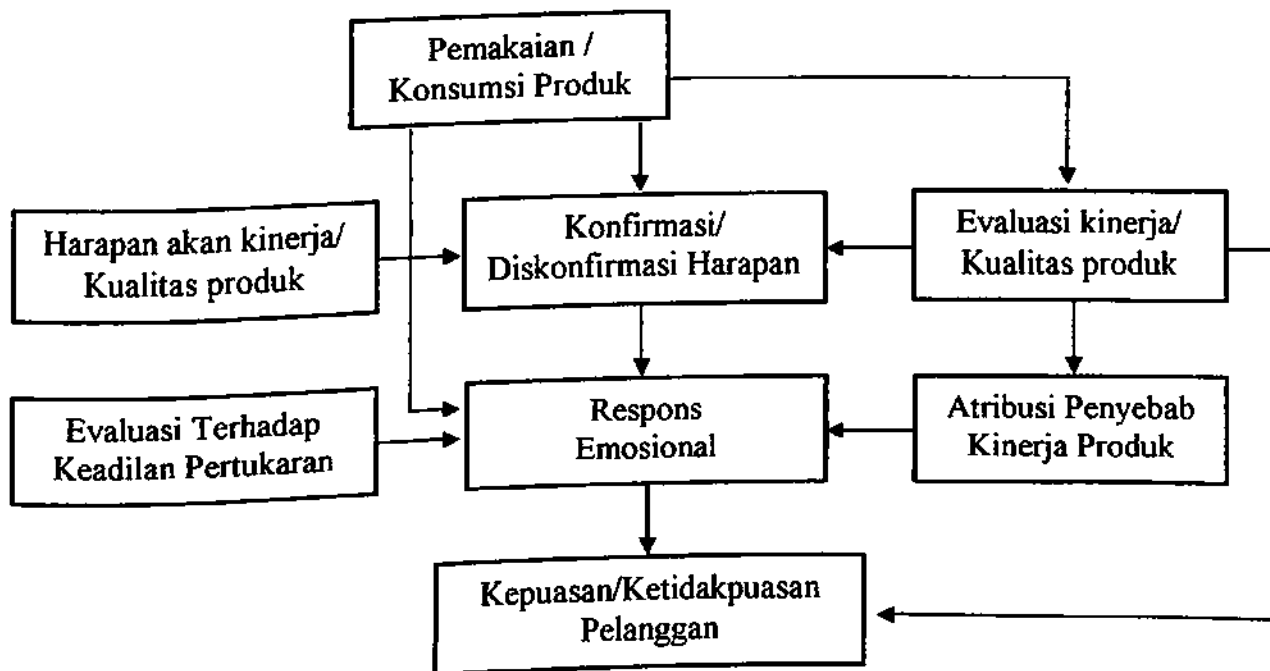 Pemakaian /
Konsumsi Produk
Harapan akan kinerja/
Kualitas produk
Konfirmasi/
Diskonfirmasi Harapan
Evaluasi kinerja/
Kualitas produk
Evaluasi Terhadap
Keadilan Pertukaran
Respons
Emosional
Atribusi Penyebab
Kinerja Produk
Kepuasan/Ketidakpuasan
Pelanggan